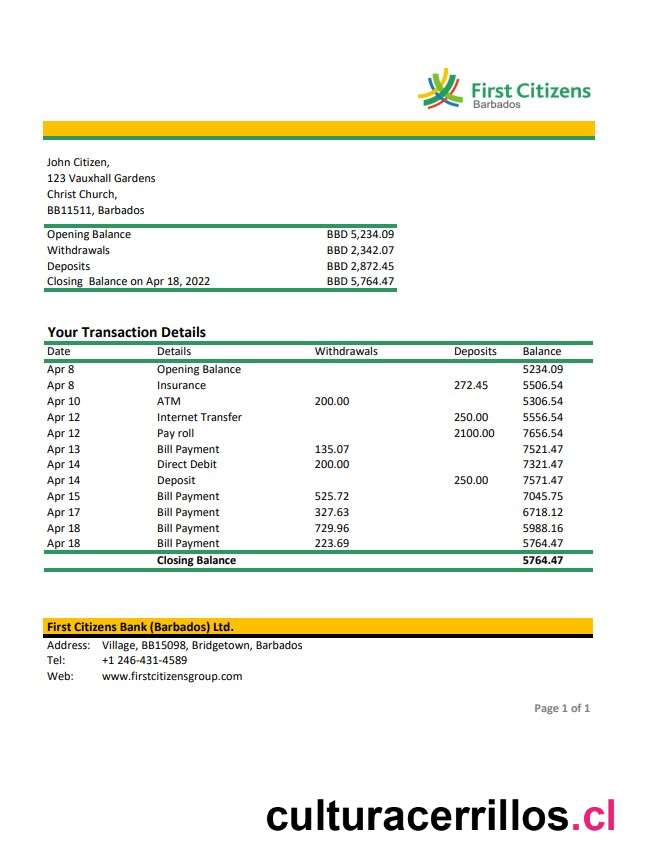 First Citizens
Barbados
John Citizen,
123 Vauxhall Gardens
Christ Church,
BB11511, Barbados
Opening Balance BBD 5,234.09
Withdrawals BBD 2,342.07
Deposits BBD 2,872.45
Closing  Balance on Apr 18, 2022 BBD 5,764.47
Your Transaction Details
Date Details Withdrawals Deposits Balance
Apr 8 Opening Balance 5234.09
Apr 8 Insurance 272.45 5506.54
Apr 10 ATM 200.00 5306.54
Apr 12 Internet Transfer 250.00 5556.54
Apr 12 Pay roll 2100.00 7656.54
Apr 13 Bill Payment 135.07 7521.47
Apr 14 Direct Debit 200.00 7321.47
Apr 14 Deposit 250.00 7571.47
Apr 15 Bill Payment 525.72 7045.75
Apr 17 Bill Payment 327.63 6718.12
Apr 18 Bill Payment 729.96 5988.16
Apr 18 Bill Payment 223.69 5764.47
Closing Balance 5764.47
First Citizens Bank (Barbados) Ltd.
Address: Village, BB15098, Bridgetown, Barbados
Tel: +1 246-431-4589
Web: www.firstcitizensgroup.com
Page 1 of 1
culturacerrillos.cl